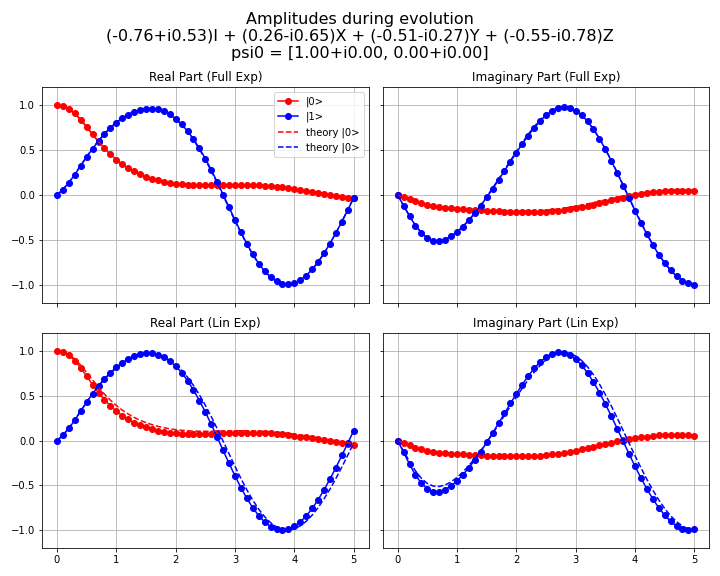 Amplitudes during evolution
(-0.76+i0.53)I + (0.26-i0.65)X + (-0.51-i0.27)Y + (-0.55-i0.78)Z
psi0 = [1.00+i0.00, 0.00+i0.00]
Real Part (Full Exp)
Imaginary Part (Full Exp)
1.0
0.5
0.0
−0.5
−1.0
|0>
|1>
theory |0>
theory |0>
Real Part (Lin Exp)
Imaginary Part (Lin Exp)
1.0
0.5
0.0
−0.5
−1.0
0 1 2 3 4 5
0 1 2 3 4 5